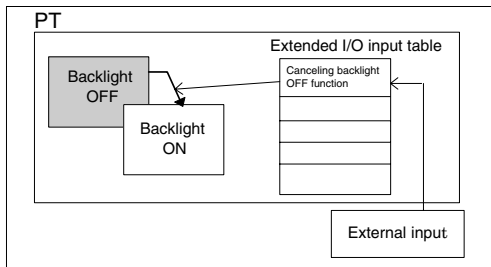 PT
Extended I/O input table
Backlight
OFF
Canceling backlight
OFF function
Backlight
ON
External input